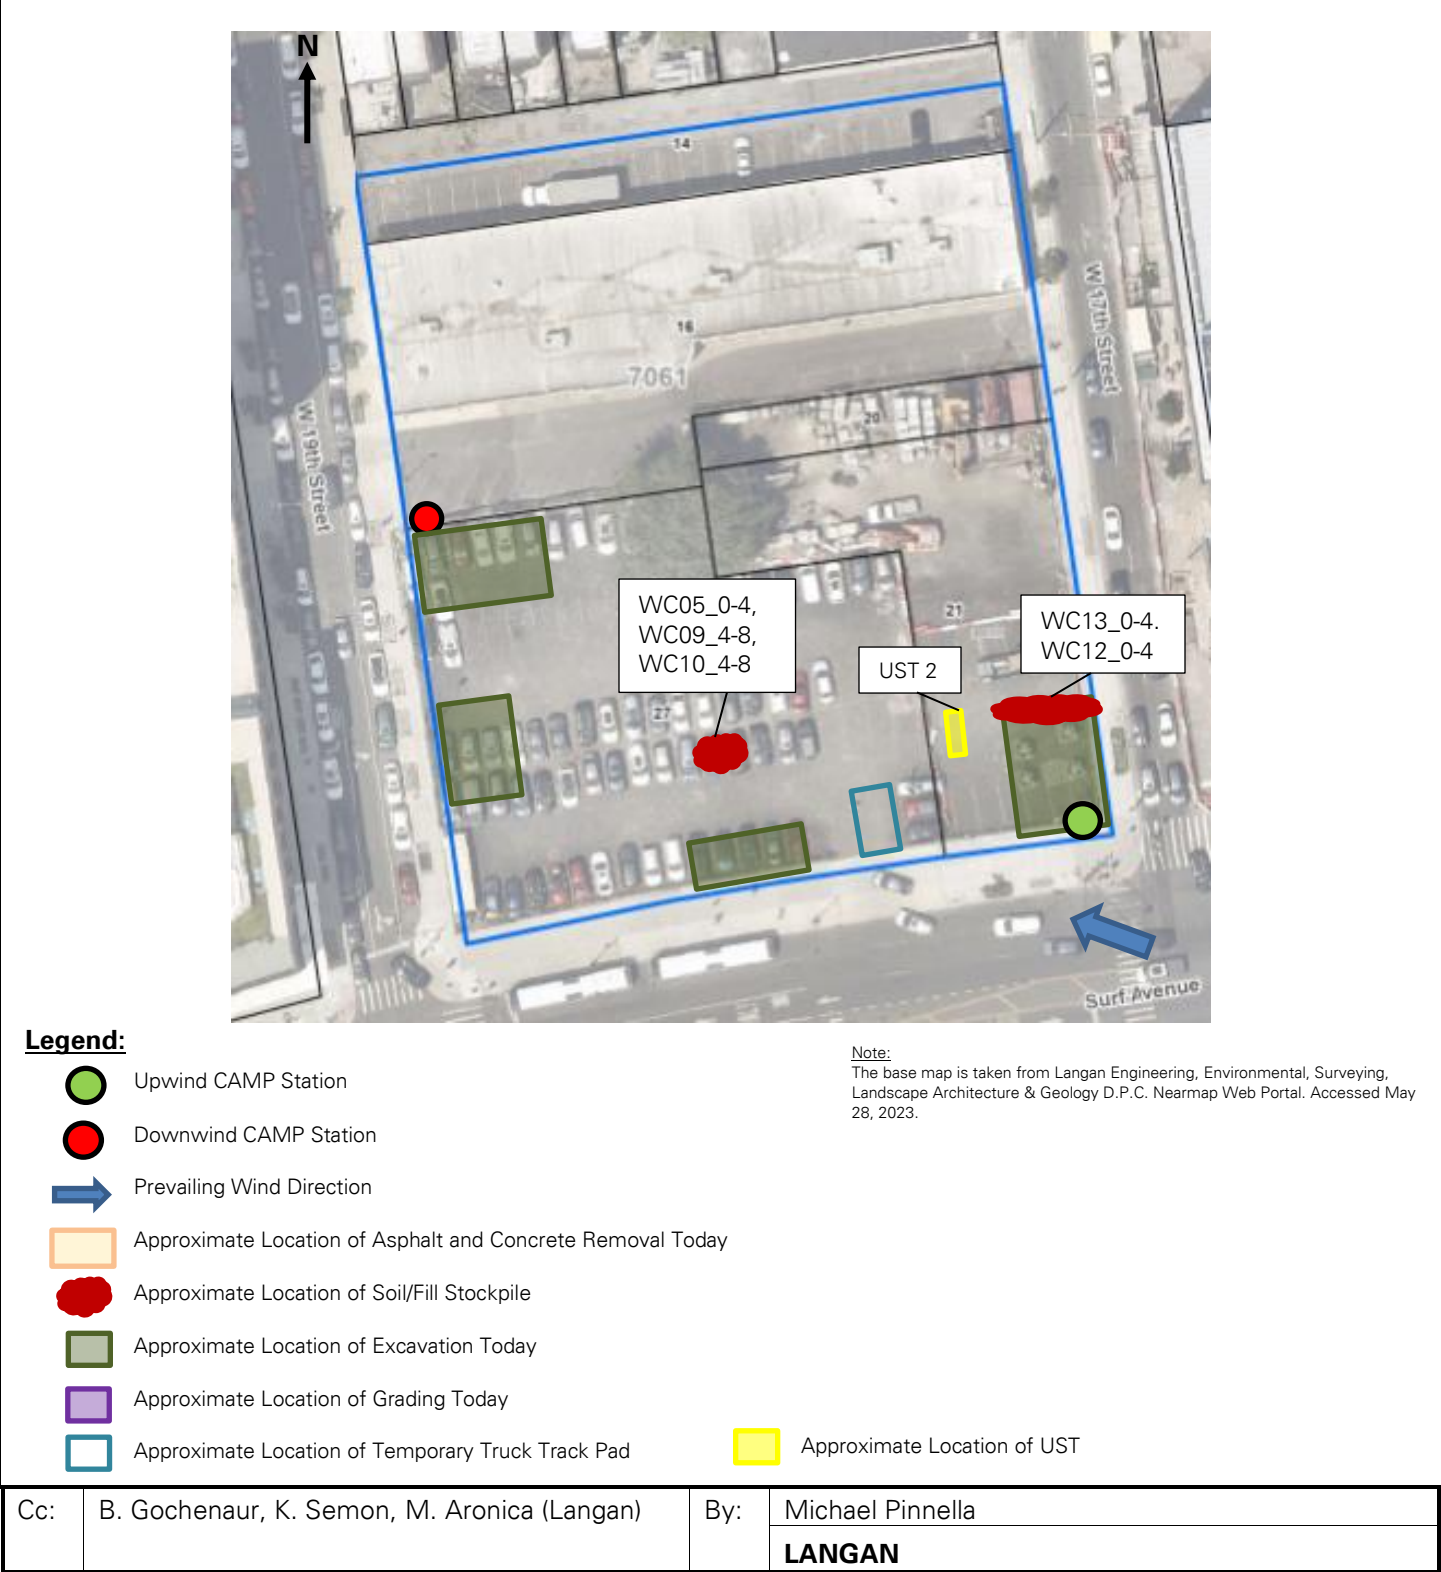 N
14
16
7061
20
W 17th Street
W 19th Street
WC05_0-4,
WC09_4-8,
WC10_4-8
21
WC13_0-4.
WC12_0-4
UST 2
27
Surf Avenue
Legend:
Upwind CAMP Station
Downwind CAMP Station
Prevailing Wind Direction
Approximate Location of Asphalt and Concrete Removal Today
Approximate Location of Soil/Fill Stockpile
Approximate Location of Excavation Today
Approximate Location of Grading Today
Approximate Location of Temporary Truck Track Pad
Approximate Location of UST
Note:
The base map is taken from Langan Engineering, Environmental, Surveying,
Landscape Architecture & Geology D.P.C. Nearmap Web Portal. Accessed May
28, 2023.
Cc: B. Gochenaur, K. Semon, M. Aronica (Langan) By: Michael Pinnella
LANGAN